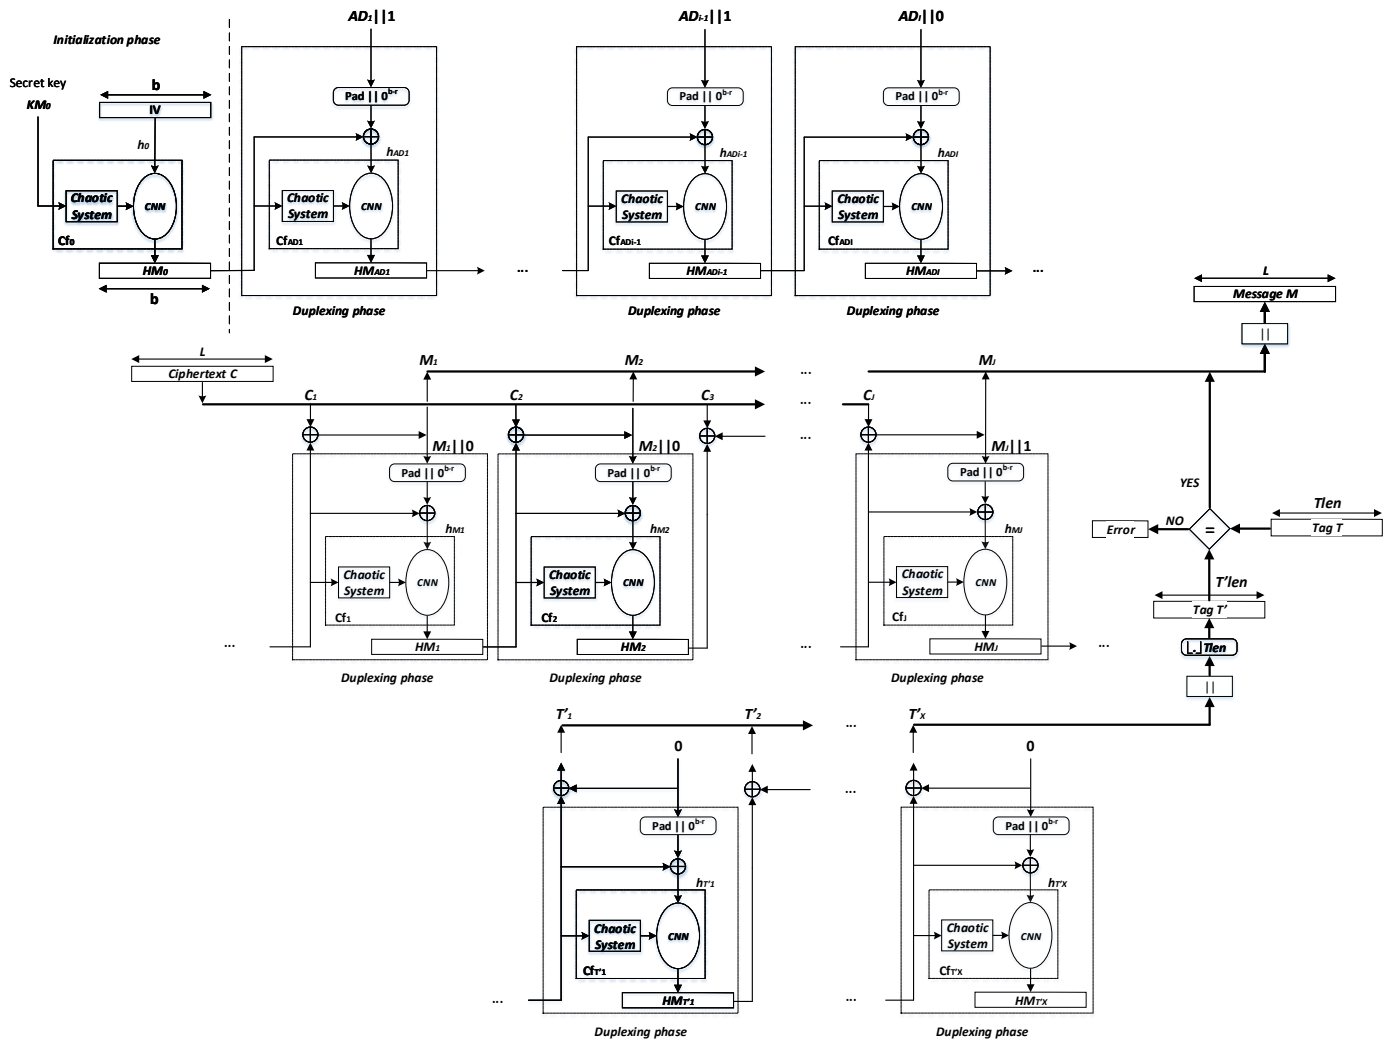 AD₁||1
ADᵢ₋₁||1
ADₗ||0
Initialization phase
Secret key
KM₀
b
IV
h₀
Chaotic
System
CNN
Cf₀
HM₀
b
Pad || 0ᵇ⁻ʳ
hAD1
Chaotic
System
CNN
CfAD1
HMAD1
Duplexing phase
...
Pad || 0ᵇ⁻ʳ
hADi-1
Chaotic
System
CNN
CfADi-1
HMADi-1
Duplexing phase
Pad || 0ᵇ⁻ʳ
hADl
Chaotic
System
CNN
CfADl
HMADl
Duplexing phase
...
L
Message M
||
L
Ciphertext C
M₁
M₂
...
MJ
C₁
C₂
C₃
...
CJ
...
M₁||0
Pad || 0ᵇ⁻ʳ
hM1
Chaotic
System
CNN
Cf₁
...
HM₁
Duplexing phase
M₂||0
Pad || 0ᵇ⁻ʳ
hM2
Chaotic
System
CNN
Cf₂
HM₂
Duplexing phase
MJ||1
Pad || 0ᵇ⁻ʳ
hMJ
Chaotic
System
CNN
CfJ
...
HMJ
...
Duplexing phase
YES
Tlen
Error
NO
=
Tag T
T'len
Tag T'
⌊.⌋ Tlen
||
T'₁
T'₂
...
T'X
0
...
Pad || 0ᵇ⁻ʳ
hT'1
Chaotic
System
CNN
CfT'1
...
HMT'1
Duplexing phase
0
Pad || 0ᵇ⁻ʳ
hT'X
Chaotic
System
CNN
CfT'X
...
HMT'X
Duplexing phase